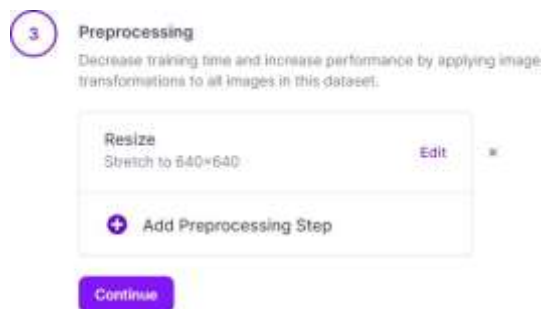 3
Preprocessing
Decrease training time and increase performance by applying image
transformations to all images in this dataset.
Resize
Edit
×
Stretch to 640×640
Add Preprocessing Step
Continue